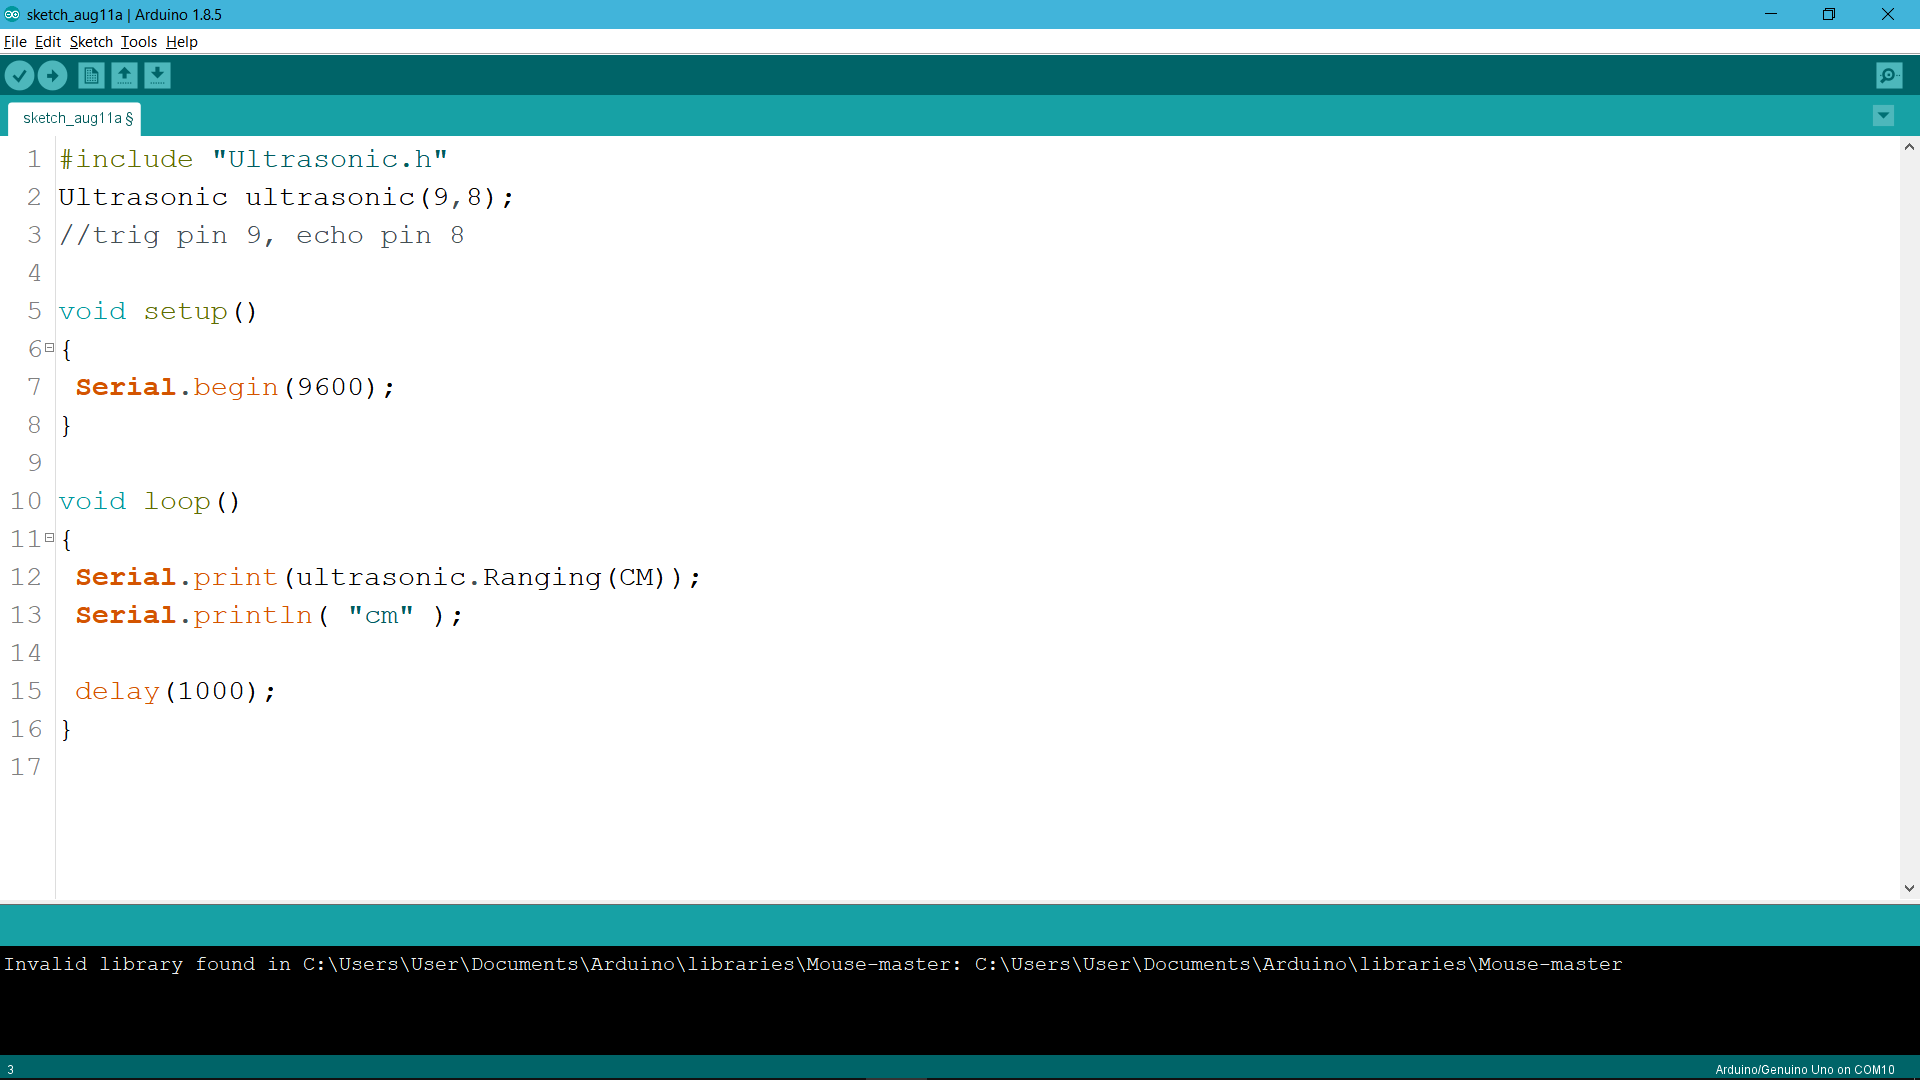 sketch_aug11a | Arduino 1.8.5
File Edit Sketch Tools Help
sketch_aug11a §
1 #include "Ultrasonic.h"
2 Ultrasonic ultrasonic(9,8);
3 //trig pin 9, echo pin 8
4
5 void setup()
6 {
7 Serial.begin(9600);
8 }
9
10 void loop()
11 {
12 Serial.print(ultrasonic.Ranging(CM));
13 Serial.println( "cm" );
14
15 delay(1000);
16 }
17
Invalid library found in C:\Users\User\Documents\Arduino\libraries\Mouse-master: C:\Users\User\Documents\Arduino\libraries\Mouse-master
3 Arduino/Genuino Uno on COM10